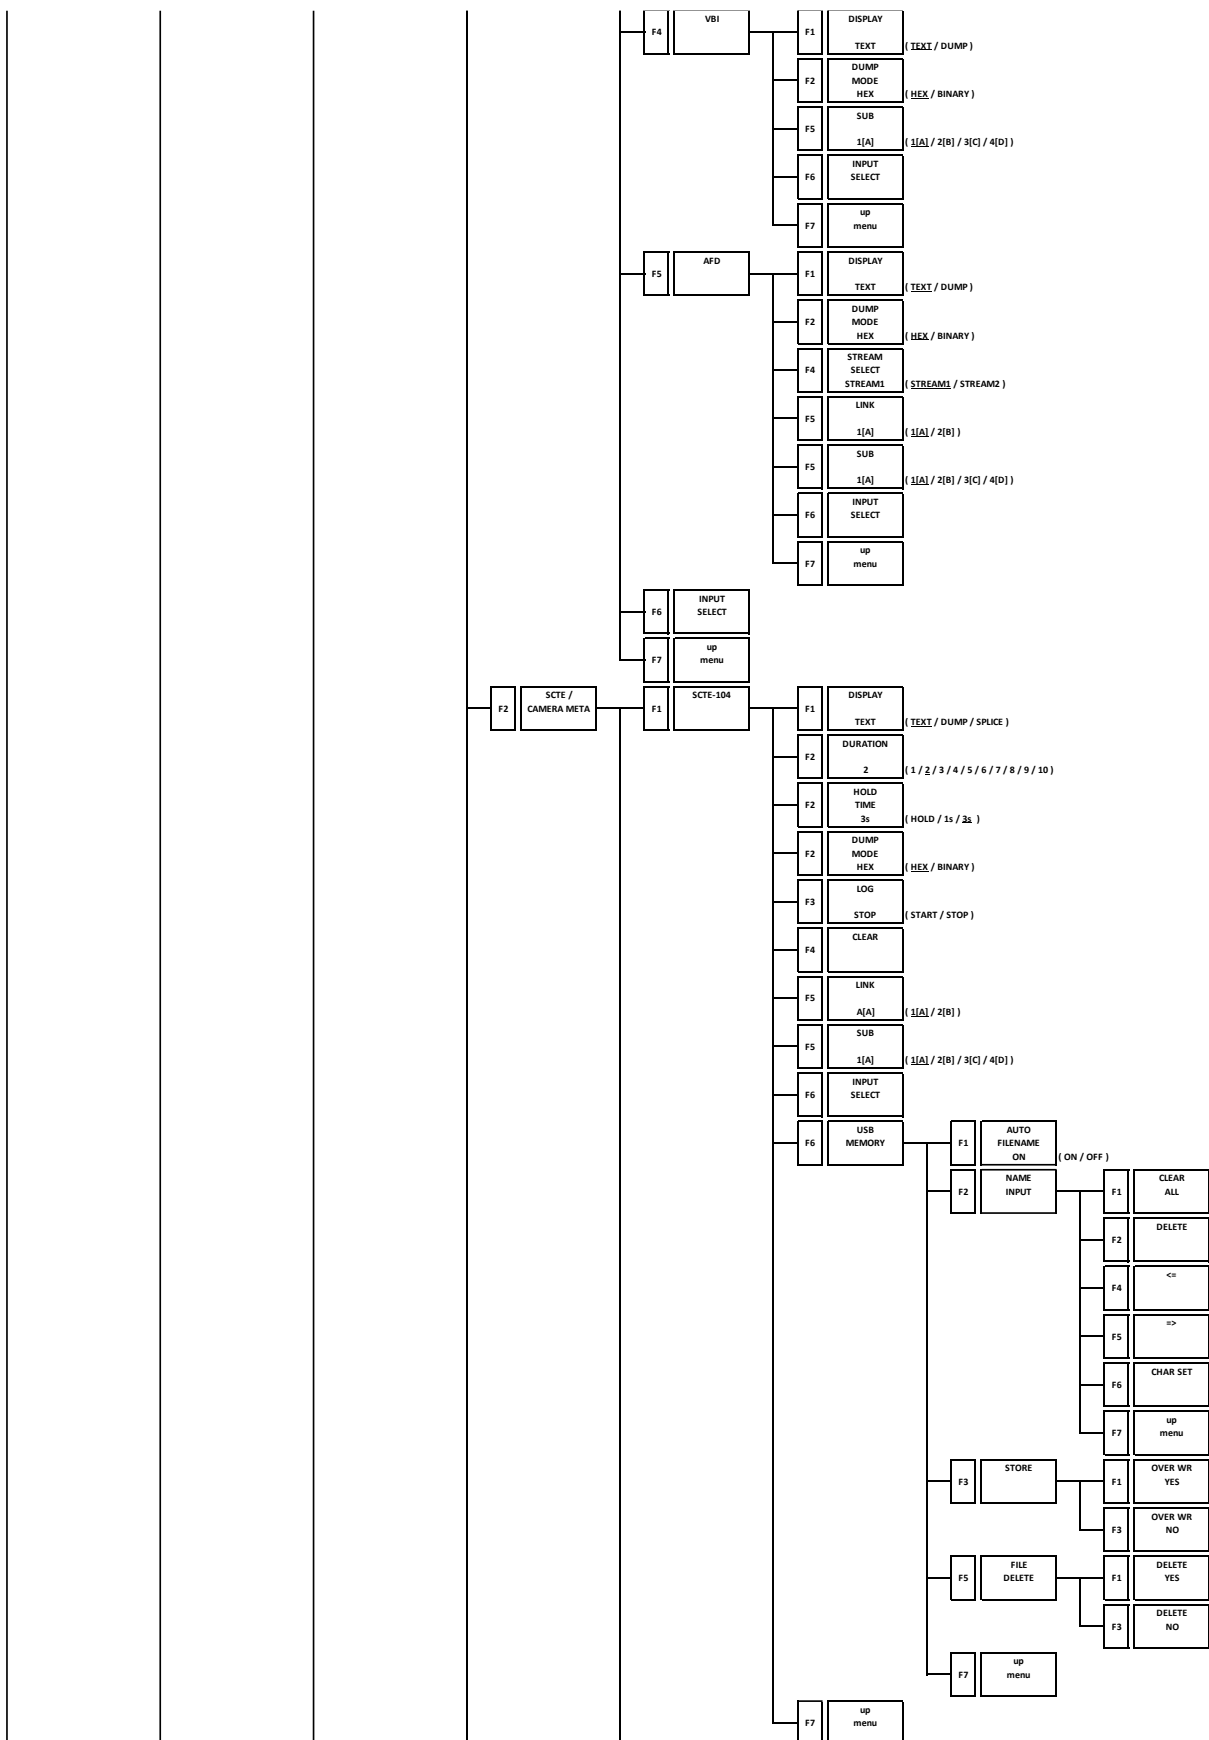 F4
VBI
F1
DISPLAY
TEXT
( TEXT / DUMP )
F2
DUMP
MODE
HEX
( HEX / BINARY )
F5
SUB
1[A]
( 1[A] / 2[B] / 3[C] / 4[D] )
F6
INPUT
SELECT
F7
up
menu
F5
AFD
F1
DISPLAY
TEXT
( TEXT / DUMP )
F2
DUMP
MODE
HEX
( HEX / BINARY )
F4
STREAM
SELECT
STREAM1
( STREAM1 / STREAM2 )
F5
LINK
1[A]
( 1[A] / 2[B] )
F5
SUB
1[A]
( 1[A] / 2[B] / 3[C] / 4[D] )
F6
INPUT
SELECT
F7
up
menu
F6
INPUT
SELECT
F7
up
menu
F2
SCTE /
CAMERA META
F1
SCTE-104
F1
DISPLAY
TEXT
( TEXT / DUMP / SPLICE )
F2
DURATION
2
( 1 / 2 / 3 / 4 / 5 / 6 / 7 / 8 / 9 / 10 )
F2
HOLD
TIME
3s
( HOLD / 1s / 3s )
F2
DUMP
MODE
HEX
( HEX / BINARY )
F3
LOG
STOP
( START / STOP )
F4
CLEAR
F5
LINK
A[A]
( 1[A] / 2[B] )
F5
SUB
1[A]
( 1[A] / 2[B] / 3[C] / 4[D] )
F6
INPUT
SELECT
F6
USB
MEMORY
F1
AUTO
FILENAME
ON
( ON / OFF )
F2
NAME
INPUT
F1
CLEAR
ALL
F2
DELETE
F4
<=
F5
=>
F6
CHAR SET
F7
up
menu
F3
STORE
F1
OVER WR
YES
F3
OVER WR
NO
F5
FILE
DELETE
F1
DELETE
YES
F3
DELETE
NO
F7
up
menu
F7
up
menu